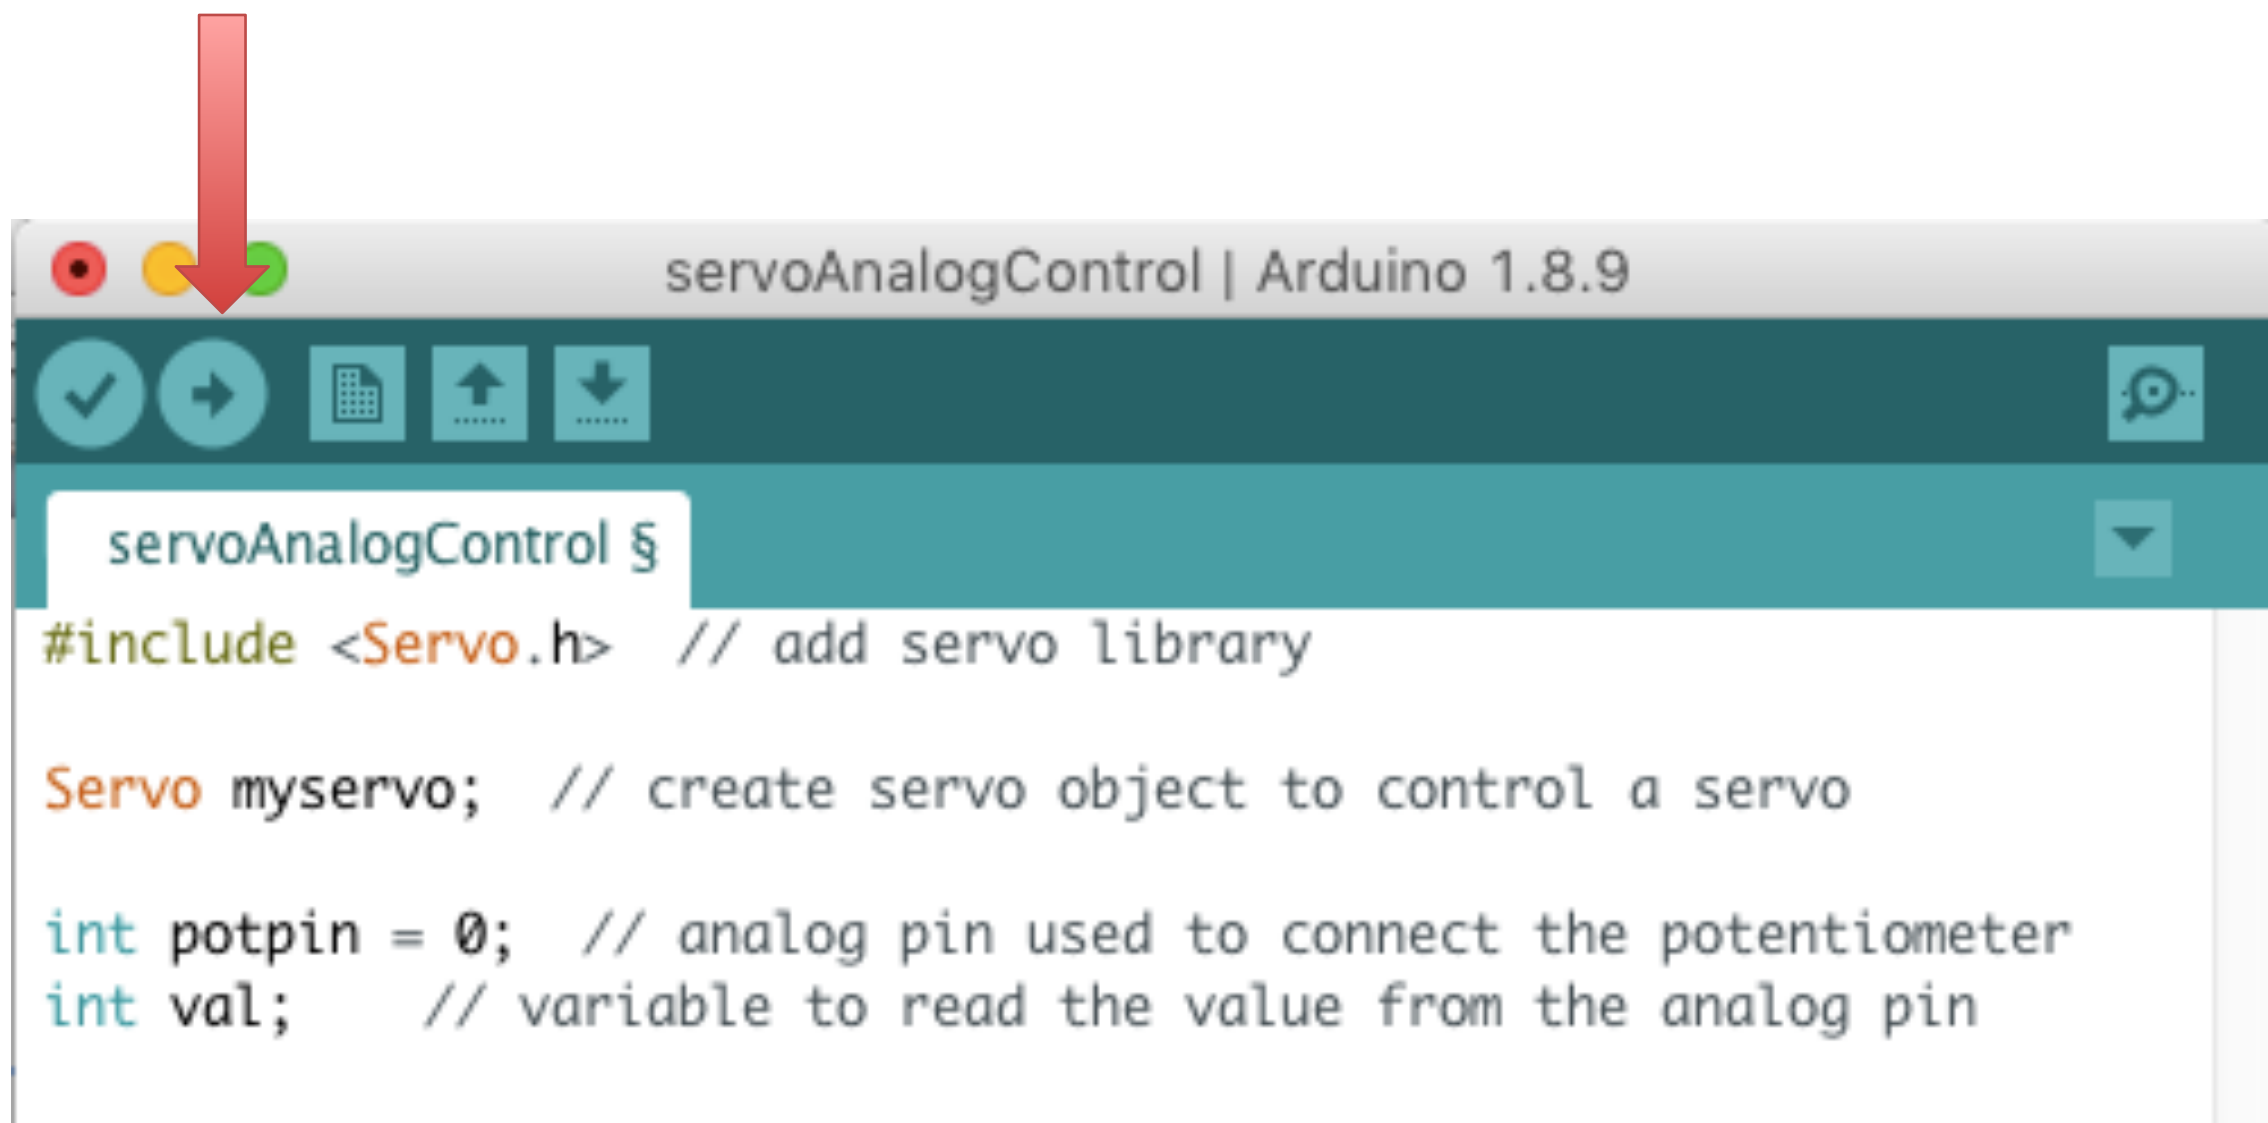 servoAnalogControl | Arduino 1.8.9
servoAnalogControl §
#include <Servo.h>  // add servo library
Servo myservo;  // create servo object to control a servo
int potpin = 0;  // analog pin used to connect the potentiometer
int val;    // variable to read the value from the analog pin